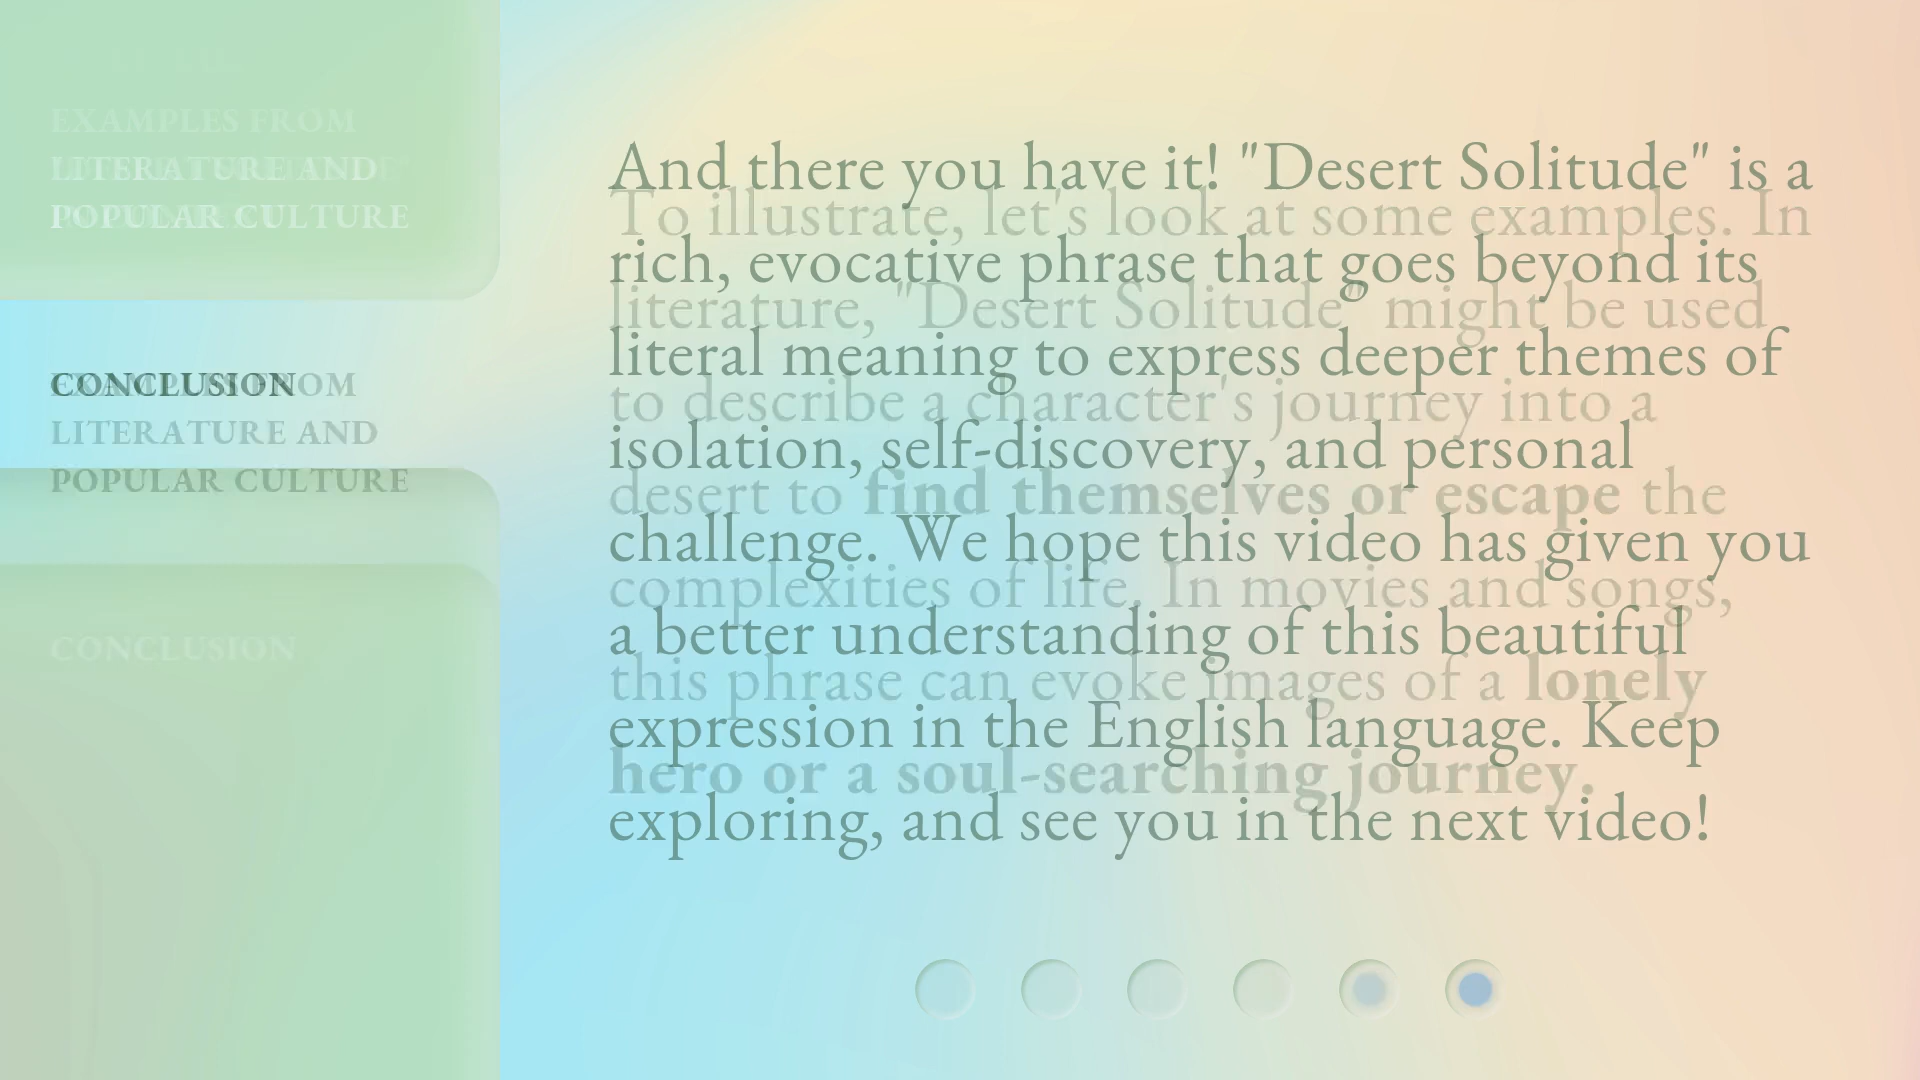 EXAMPLES FROM
LITERATURE AND
POPULAR CULTURE
CONCLUSION
EXAMPLES FROM
LITERATURE AND
POPULAR CULTURE
CONCLUSION
And there you have it! "Desert Solitude" is a
rich, evocative phrase that goes beyond its
literal meaning to express deeper themes of
isolation, self-discovery, and personal
challenge. We hope this video has given you
a better understanding of this beautiful
expression in the English language. Keep
exploring, and see you in the next video!
To illustrate, let's look at some examples. In
literature, "Desert Solitude" might be used
to describe a character's journey into a
desert to find themselves or escape the
complexities of life. In movies and songs,
this phrase can evoke images of a lonely
hero or a soul-searching journey.